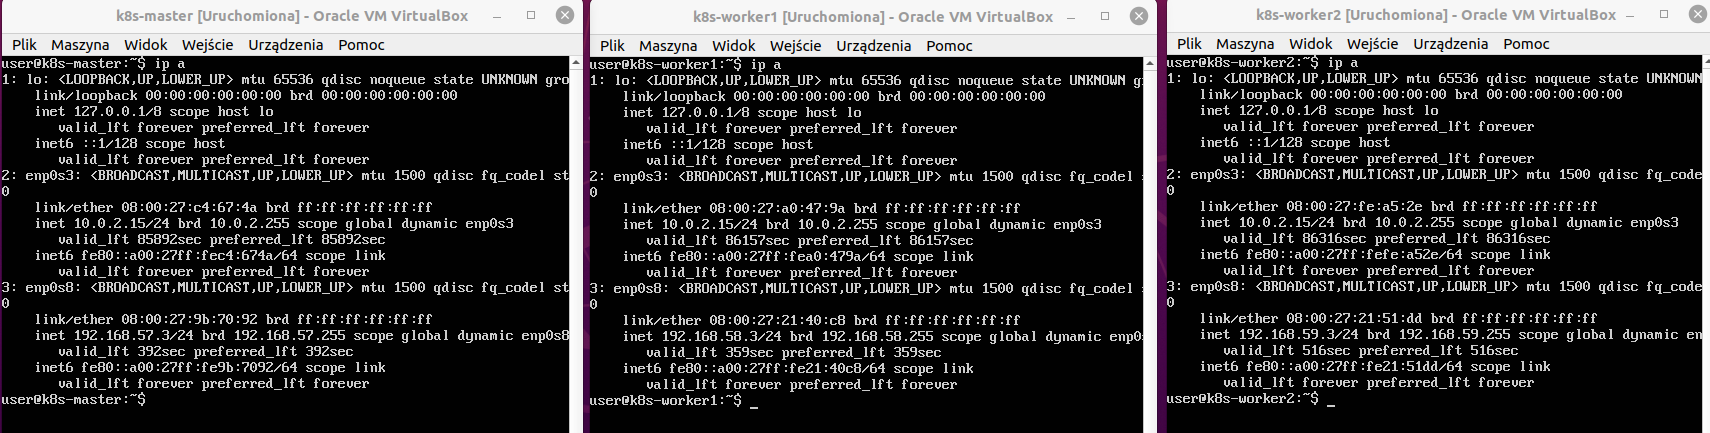 k8s-master [Uruchomiona] - Oracle VM VirtualBox
Plik Maszyna Widok Wejście Urządzenia Pomoc
user@k8s-master:~$ ip a
1: lo: <LOOPBACK,UP,LOWER_UP> mtu 65536 qdisc noqueue state UNKNOWN gro
link/loopback 00:00:00:00:00:00 brd 00:00:00:00:00:00
inet 127.0.0.1/8 scope host lo
valid_lft forever preferred_lft forever
inet6 ::1/128 scope host
valid_lft forever preferred_lft forever
2: enp0s3: <BROADCAST,MULTICAST,UP,LOWER_UP> mtu 1500 qdisc fq_codel st
0
link/ether 08:00:27:c4:67:4a brd ff:ff:ff:ff:ff:ff
inet 10.0.2.15/24 brd 10.0.2.255 scope global dynamic enp0s3
valid_lft 85892sec preferred_lft 85892sec
inet6 fe80::a00:27ff:fec4:674a/64 scope link
valid_lft forever preferred_lft forever
3: enp0s8: <BROADCAST,MULTICAST,UP,LOWER_UP> mtu 1500 qdisc fq_codel st
0
link/ether 08:00:27:9b:70:92 brd ff:ff:ff:ff:ff:ff
inet 192.168.57.3/24 brd 192.168.57.255 scope global dynamic enp0s8
valid_lft 392sec preferred_lft 392sec
inet6 fe80::a00:27ff:fe9b:7092/64 scope link
valid_lft forever preferred_lft forever
user@k8s-master:~$
k8s-worker1 [Uruchomiona] - Oracle VM VirtualBox
Plik Maszyna Widok Wejście Urządzenia Pomoc
user@k8s-worker1:~$ ip a
1: lo: <LOOPBACK,UP,LOWER_UP> mtu 65536 qdisc noqueue state UNKNOWN gr
link/loopback 00:00:00:00:00:00 brd 00:00:00:00:00:00
inet 127.0.0.1/8 scope host lo
valid_lft forever preferred_lft forever
inet6 ::1/128 scope host
valid_lft forever preferred_lft forever
2: enp0s3: <BROADCAST,MULTICAST,UP,LOWER_UP> mtu 1500 qdisc fq_codel
0
link/ether 08:00:27:a0:47:9a brd ff:ff:ff:ff:ff:ff
inet 10.0.2.15/24 brd 10.0.2.255 scope global dynamic enp0s3
valid_lft 86157sec preferred_lft 86157sec
inet6 fe80::a00:27ff:fea0:479a/64 scope link
valid_lft forever preferred_lft forever
3: enp0s8: <BROADCAST,MULTICAST,UP,LOWER_UP> mtu 1500 qdisc fq_codel
0
link/ether 08:00:27:21:40:c8 brd ff:ff:ff:ff:ff:ff
inet 192.168.58.3/24 brd 192.168.58.255 scope global dynamic enp0
valid_lft 359sec preferred_lft 359sec
inet6 fe80::a00:27ff:fe21:40c8/64 scope link
valid_lft forever preferred_lft forever
user@k8s-worker1:~$ _
k8s-worker2 [Uruchomiona] - Oracle VM VirtualBox
Plik Maszyna Widok Wejście Urządzenia Pomoc
user@k8s-worker2:~$ ip a
1: lo: <LOOPBACK,UP,LOWER_UP> mtu 65536 qdisc noqueue state UNKNOWN
link/loopback 00:00:00:00:00:00 brd 00:00:00:00:00:00
inet 127.0.0.1/8 scope host lo
valid_lft forever preferred_lft forever
inet6 ::1/128 scope host
valid_lft forever preferred_lft forever
2: enp0s3: <BROADCAST,MULTICAST,UP,LOWER_UP> mtu 1500 qdisc fq_code
0
link/ether 08:00:27:fe:a5:2e brd ff:ff:ff:ff:ff:ff
inet 10.0.2.15/24 brd 10.0.2.255 scope global dynamic enp0s3
valid_lft 86316sec preferred_lft 86316sec
inet6 fe80::a00:27ff:fefe:a52e/64 scope link
valid_lft forever preferred_lft forever
3: enp0s8: <BROADCAST,MULTICAST,UP,LOWER_UP> mtu 1500 qdisc fq_code
0
link/ether 08:00:27:21:51:dd brd ff:ff:ff:ff:ff:ff
inet 192.168.59.3/24 brd 192.168.59.255 scope global dynamic en
valid_lft 516sec preferred_lft 516sec
inet6 fe80::a00:27ff:fe21:51dd/64 scope link
valid_lft forever preferred_lft forever
user@k8s-worker2:~$ _